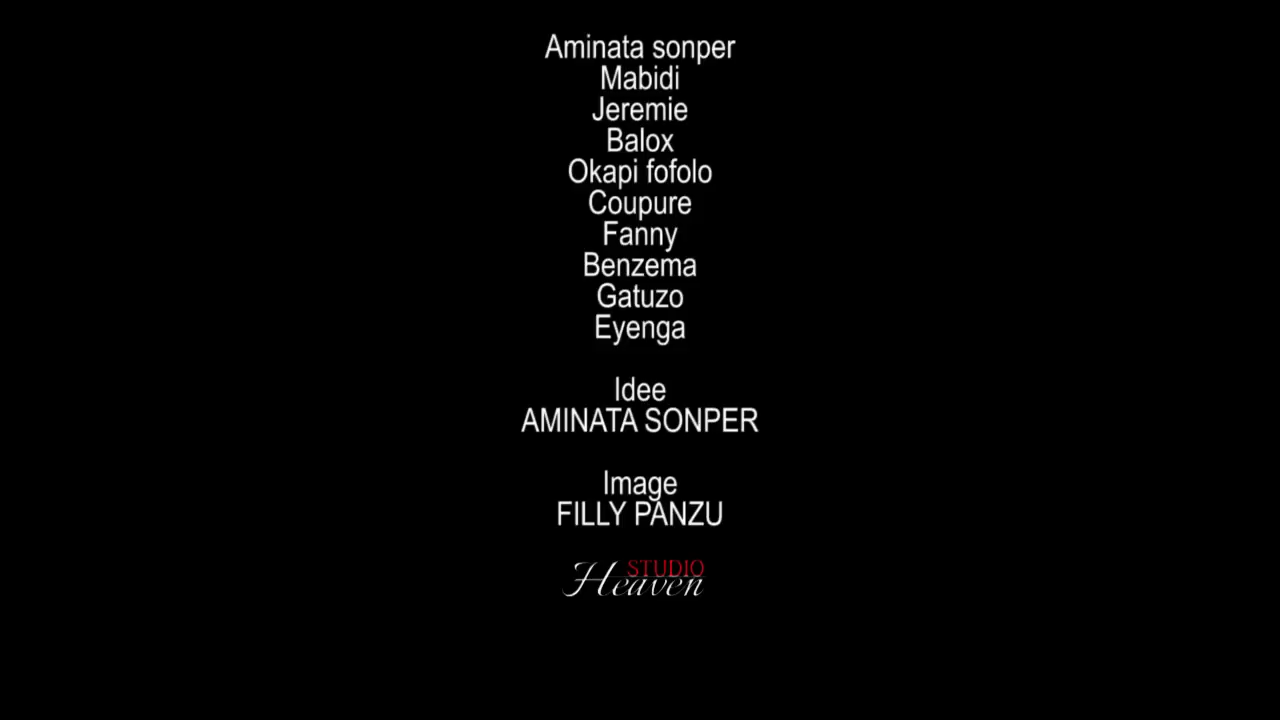 Aminata sonper
Mabidi
Jeremie
Balox
Okapi fofolo
Coupure
Fanny
Benzema
Gatuzo
Eyenga
Idee
AMINATA SONPER
Image
FILLY PANZU
STUDIO
Heaven